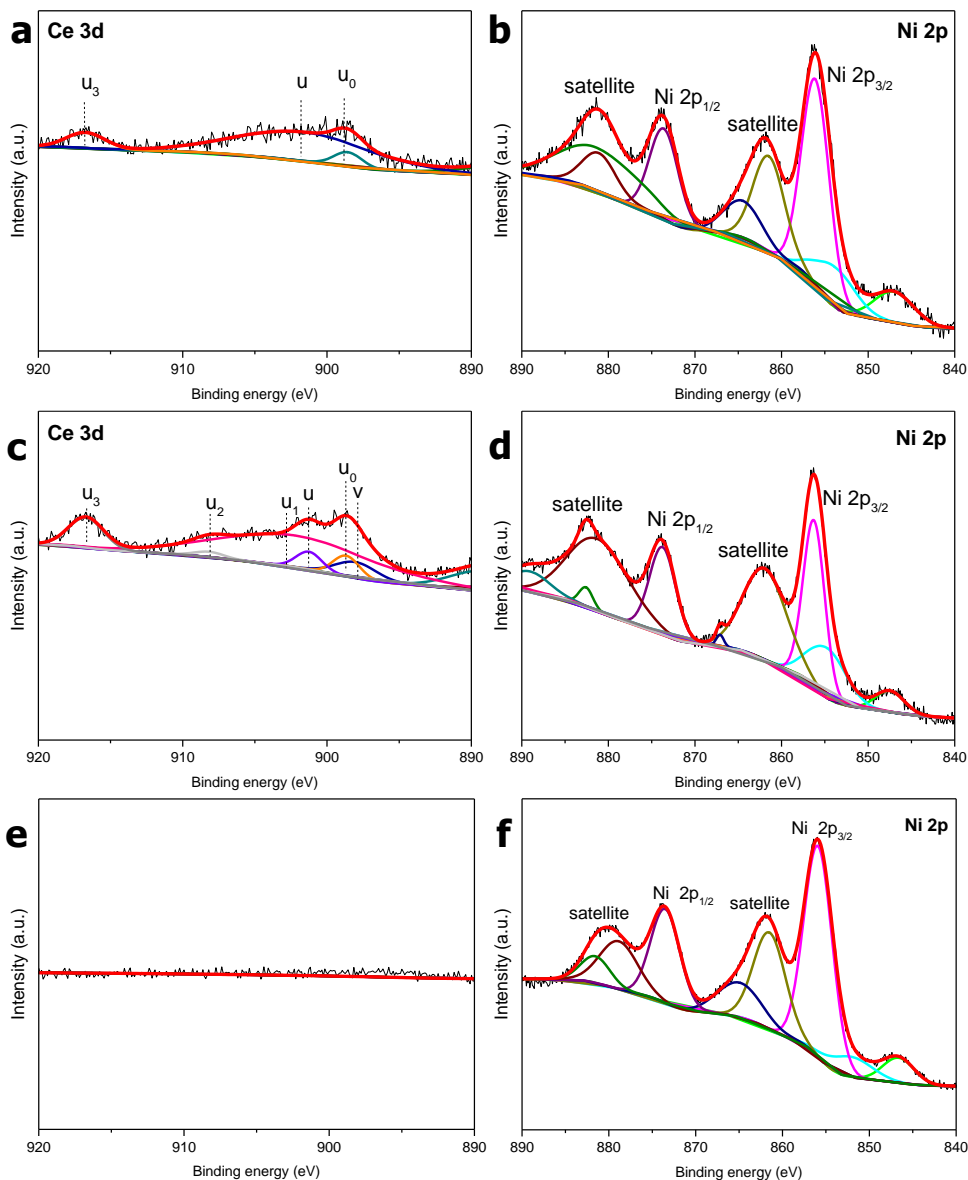 a
Ce 3d
u3
u
u0
Intensity (a.u.)
920 910 900 890
Binding energy (eV)
b
Ni 2p
satellite
Ni 2p1/2
satellite
Ni 2p3/2
Intensity (a.u.)
890 880 870 860 850 840
Binding energy (eV)
c
Ce 3d
u3
u2
u1
u
u0
v
Intensity (a.u.)
920 910 900 890
Binding energy (eV)
d
Ni 2p
satellite
Ni 2p1/2
satellite
Ni 2p3/2
Intensity (a.u.)
890 880 870 860 850 840
Binding energy (eV)
e
Intensity (a.u.)
920 910 900 890
Binding energy (eV)
f
Ni 2p
satellite
Ni 2p1/2
satellite
Ni 2p3/2
Intensity (a.u.)
890 880 870 860 850 840
Binding energy (eV)